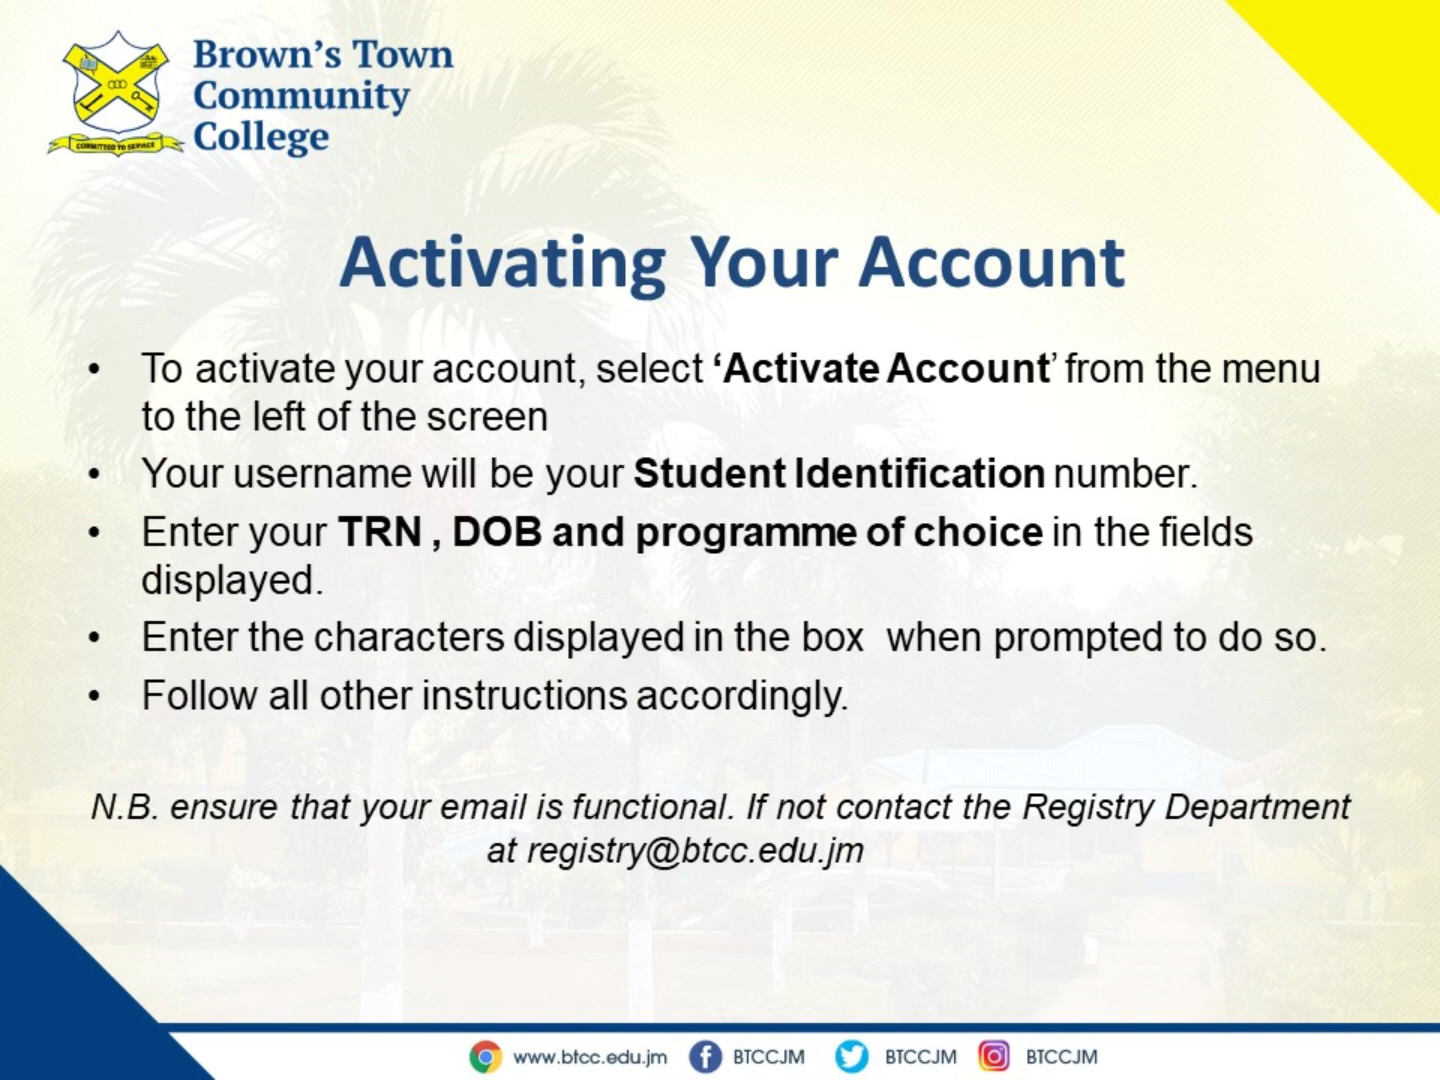 Brown's Town
Community
College
COMMITTED TO SERVICE
Activating Your Account
• To activate your account, select ‘Activate Account’ from the menu
to the left of the screen
• Your username will be your Student Identification number.
• Enter your TRN , DOB and programme of choice in the fields
displayed.
• Enter the characters displayed in the box  when prompted to do so.
• Follow all other instructions accordingly.
N.B. ensure that your email is functional. If not contact the Registry Department
at registry@btcc.edu.jm
www.btcc.edu.jm BTCCJM BTCCJM BTCCJM